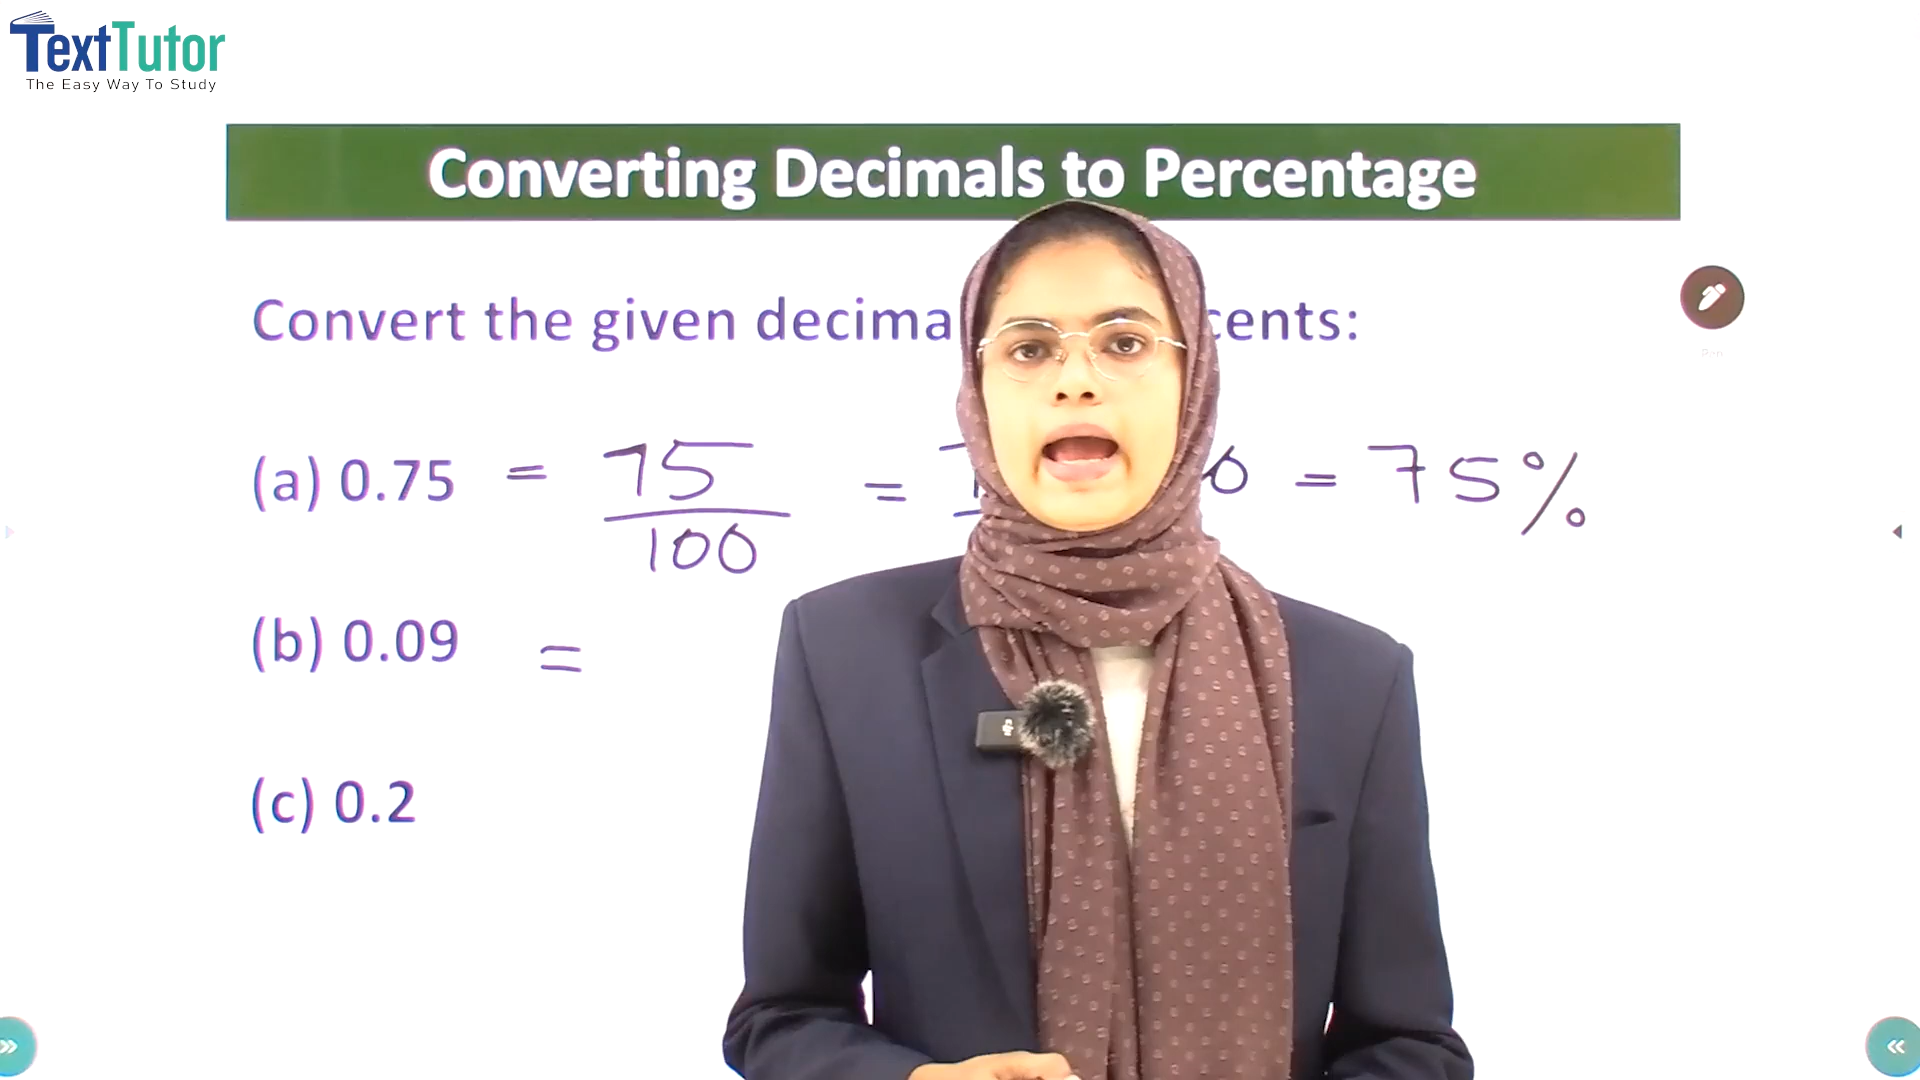 TextTutor
The Easy Way To Study
Converting Decimals to Percentage
Convert the given decima cents:
(a) 0.75 = 75/100 = 0 = 75%
(b) 0.09 =
(c) 0.2